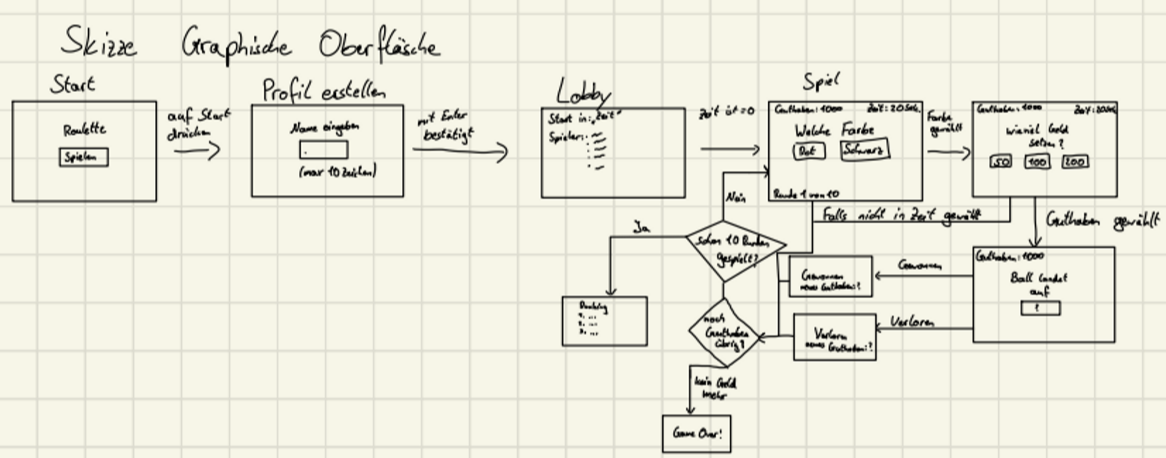 Skizze Graphische Oberfläsche
Start
Roulette
Spielen
auf Start
drücken
Profil erstellen
Name eingeben
(max 10 Zeichen)
mit Enter
bestätigt
Lobby
Start in: "Zeit"
Spieler:
Zeit ist = 0
Spiel
Guthaben: 1000 Zeit: 20 Sek.
Welche Farbe
Rot Schwarz
Runde 1 von 10
Farbe
gewählt
Guthaben: 1000 Zeit: 20 Sek
wieviel Geld
setzen?
50 100 200
Falls nicht in Zeit gewählt
Guthaben gewählt
Guthaben: 1000
Ball landet
auf
?
Gewonnen
Gewonnen
neues Guthaben: ?
Verloren
Verloren
neues Guthaben: ?
noch
Guthaben
übrig?
kein Geld
mehr
Game Over!
schon 10 Runden
gespielt?
Nein
Ja
Ranking
1. ...
2. ...
3. ...